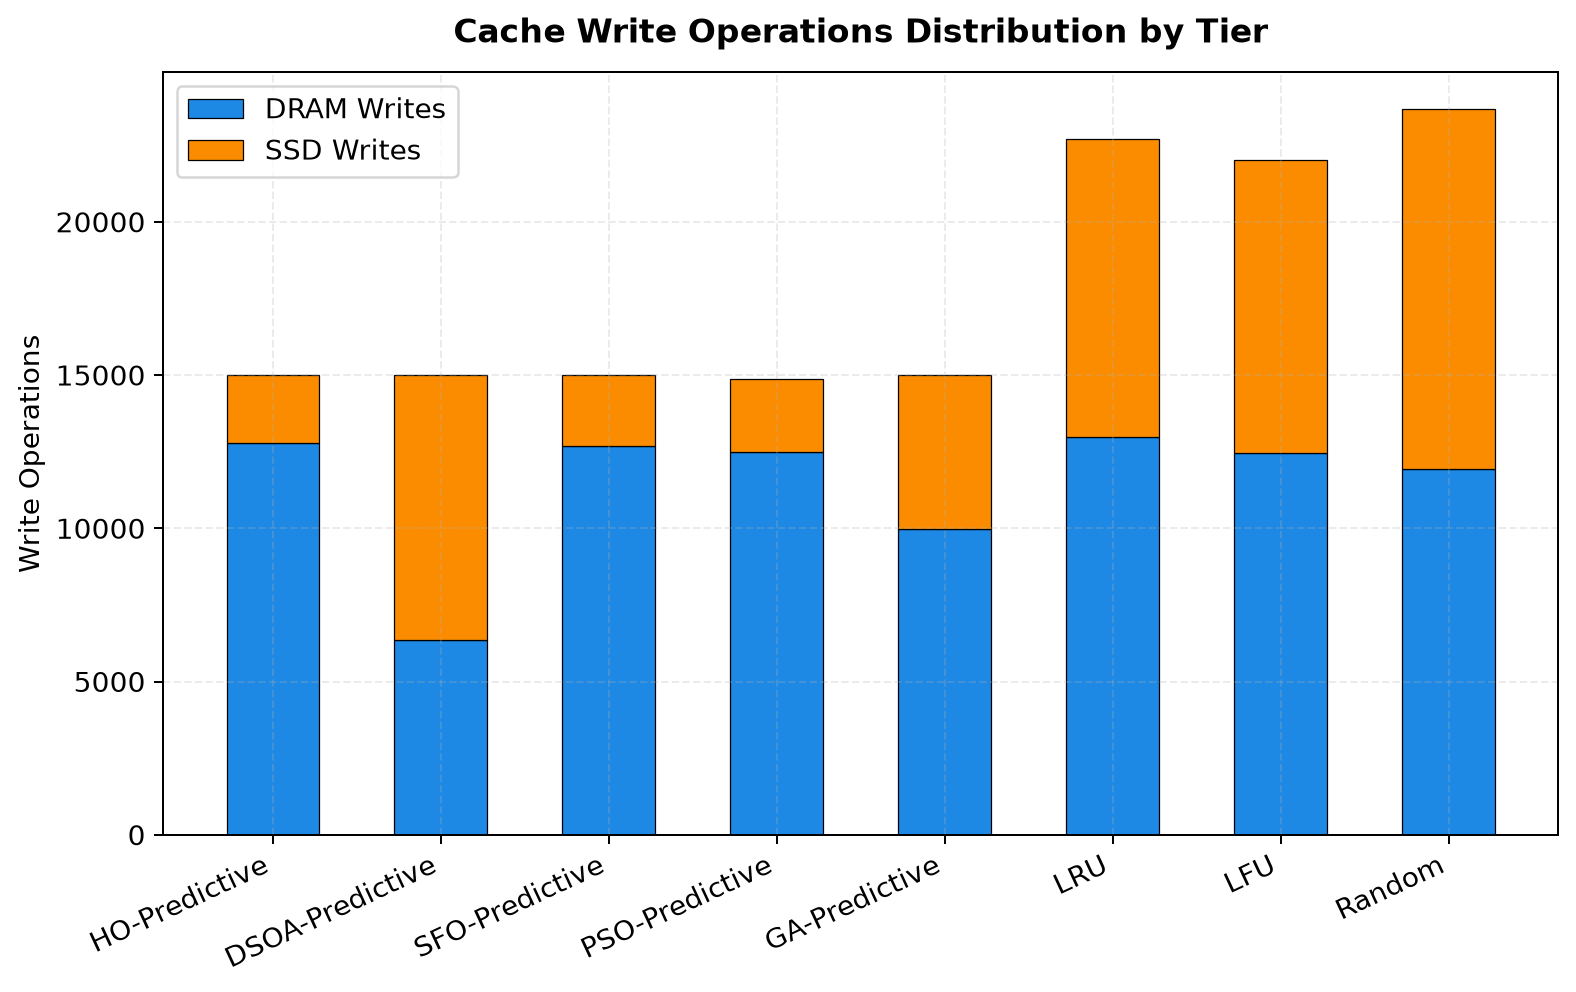 Cache Write Operations Distribution by Tier
DRAM Writes
SSD Writes
Write Operations
20000
15000
10000
5000
0
HO-Predictive
DSOA-Predictive
SFO-Predictive
PSO-Predictive
GA-Predictive
LRU
LFU
Random